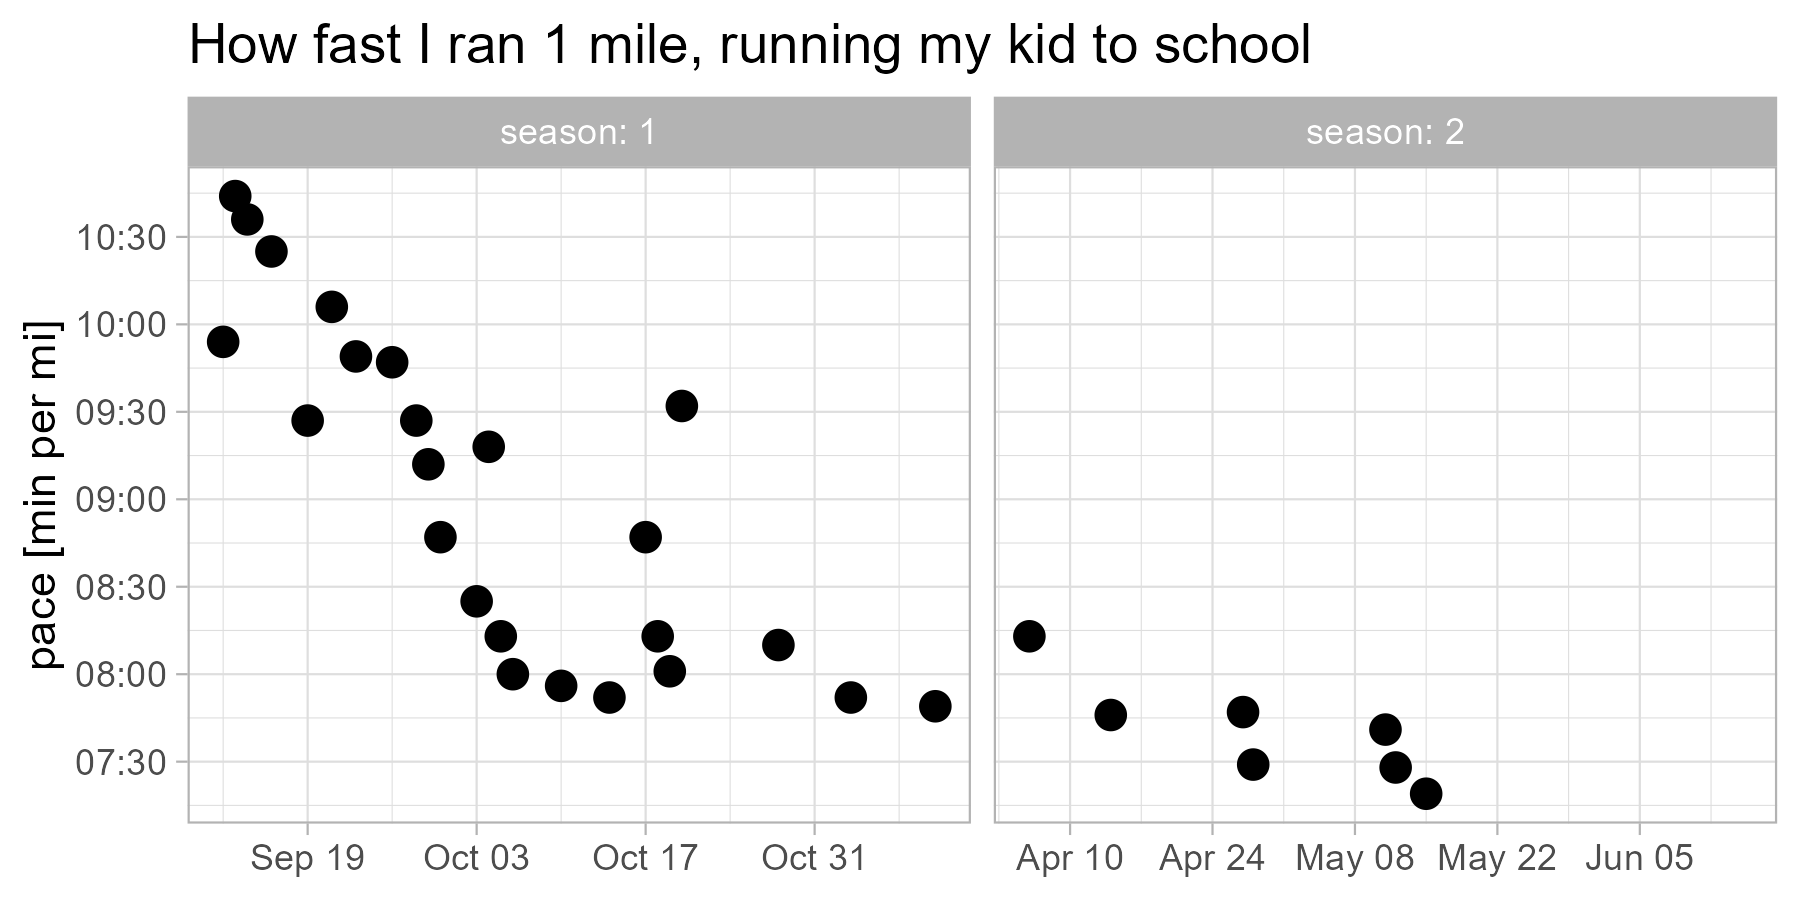 How fast I ran 1 mile, running my kid to school
season: 1
season: 2
pace [min per mi]
10:30
10:00
09:30
09:00
08:30
08:00
07:30
Sep 19 Oct 03 Oct 17 Oct 31 Apr 10 Apr 24 May 08 May 22 Jun 05